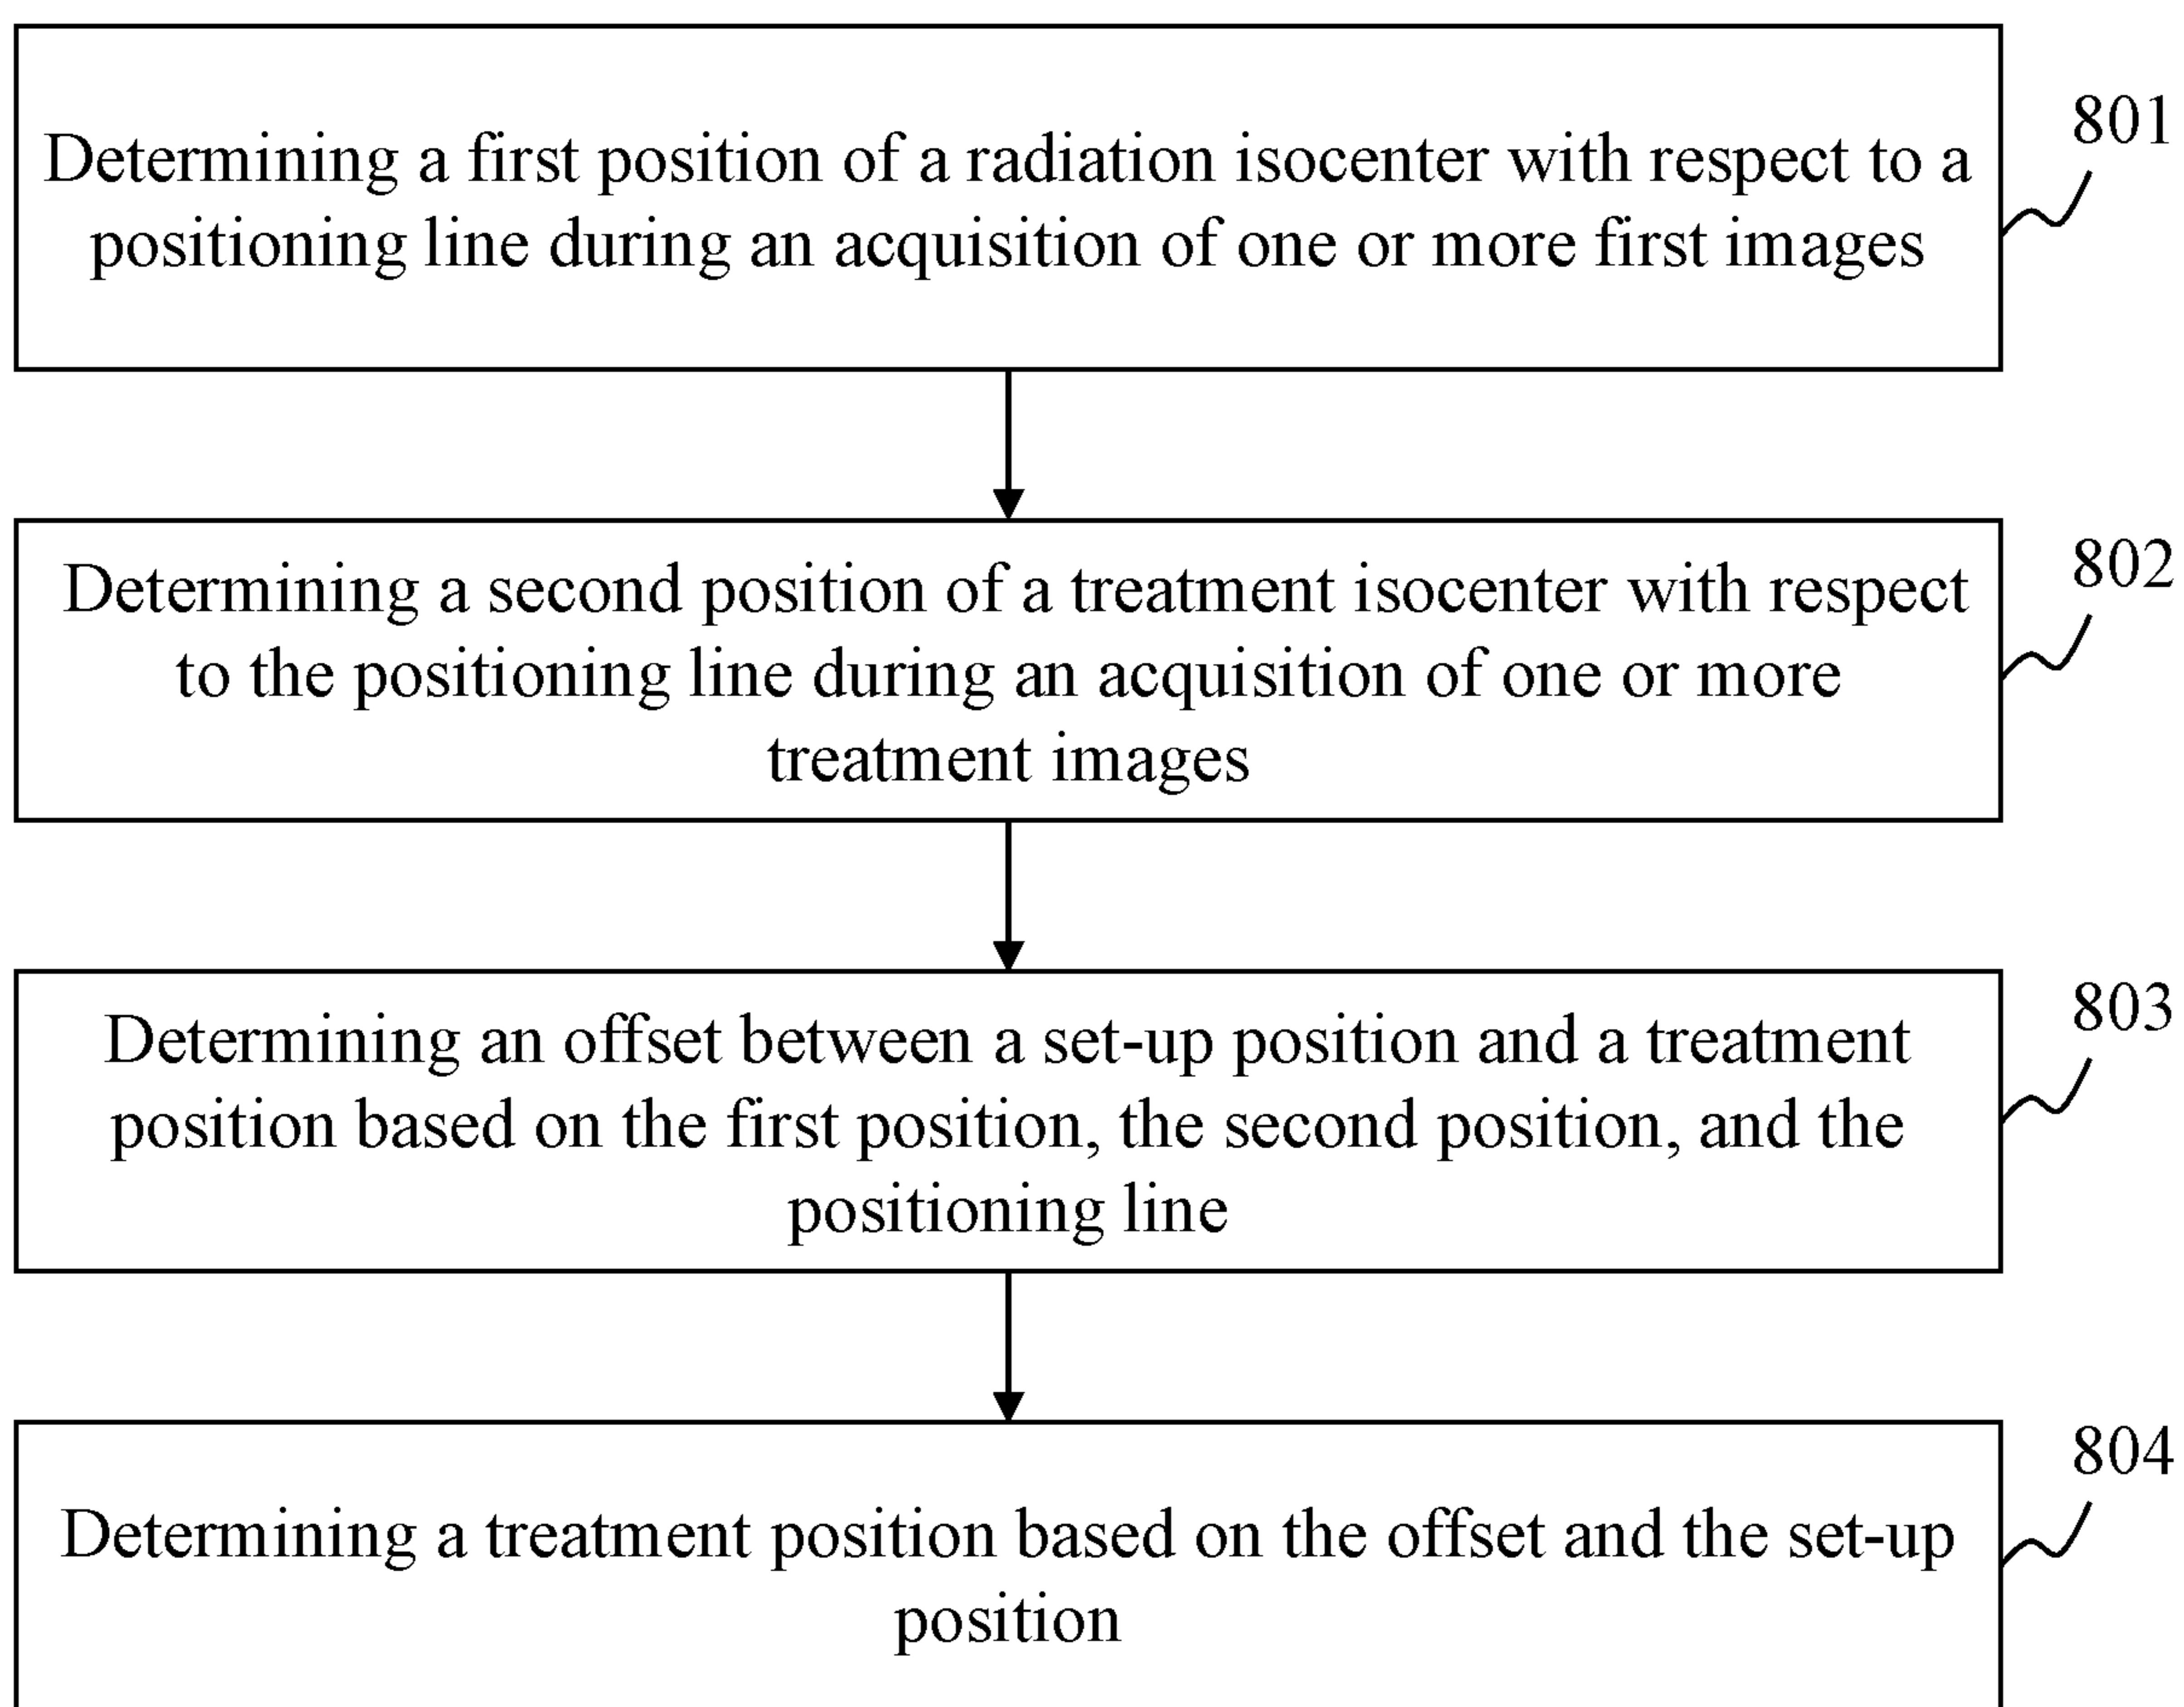 Determining a first position of a radiation isocenter with respect to a
positioning line during an acquisition of one or more first images
801
Determining a second position of a treatment isocenter with respect
to the positioning line during an acquisition of one or more
treatment images
802
Determining an offset between a set-up position and a treatment
position based on the first position, the second position, and the
positioning line
803
Determining a treatment position based on the offset and the set-up
position
804